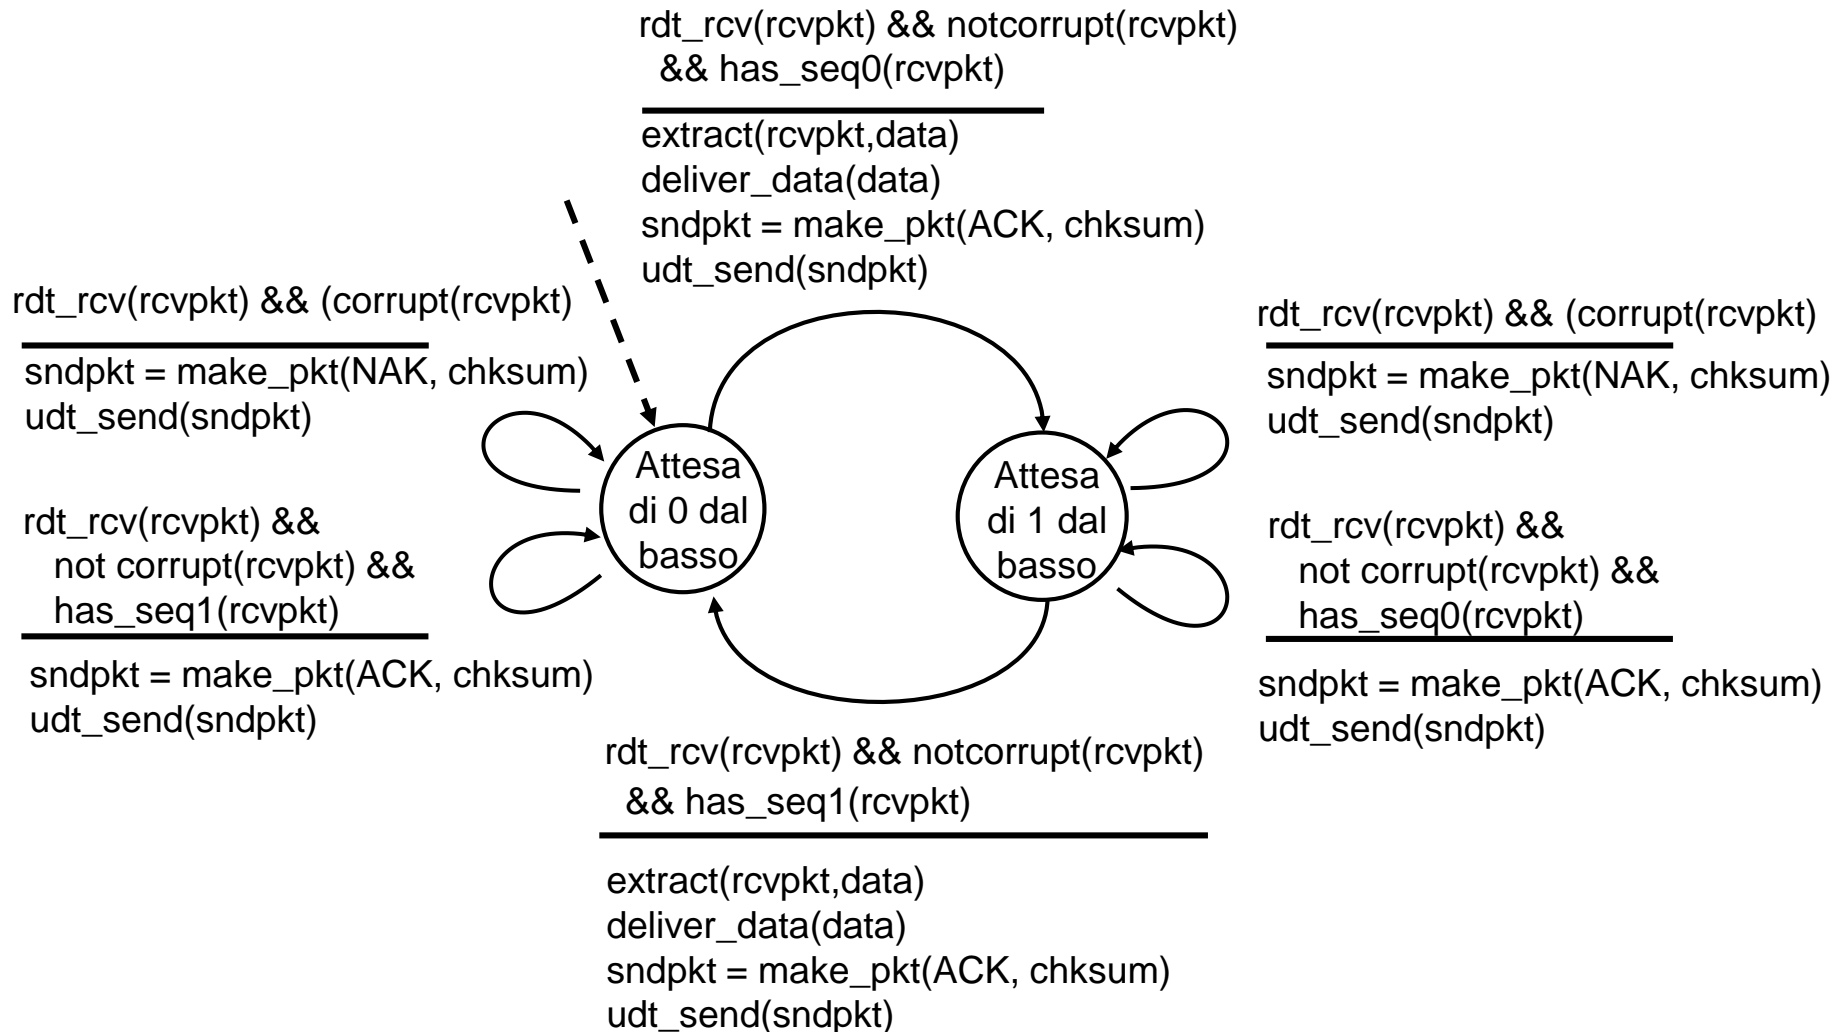 rdt_rcv(rcvpkt) && notcorrupt(rcvpkt)
&& has_seq0(rcvpkt)
extract(rcvpkt,data)
deliver_data(data)
sndpkt = make_pkt(ACK, chksum)
udt_send(sndpkt)
rdt_rcv(rcvpkt) && (corrupt(rcvpkt)
sndpkt = make_pkt(NAK, chksum)
udt_send(sndpkt)
rdt_rcv(rcvpkt) &&
not corrupt(rcvpkt) &&
has_seq1(rcvpkt)
sndpkt = make_pkt(ACK, chksum)
udt_send(sndpkt)
Attesa
di 0 dal
basso
Attesa
di 1 dal
basso
rdt_rcv(rcvpkt) && (corrupt(rcvpkt)
sndpkt = make_pkt(NAK, chksum)
udt_send(sndpkt)
rdt_rcv(rcvpkt) &&
not corrupt(rcvpkt) &&
has_seq0(rcvpkt)
sndpkt = make_pkt(ACK, chksum)
udt_send(sndpkt)
rdt_rcv(rcvpkt) && notcorrupt(rcvpkt)
&& has_seq1(rcvpkt)
extract(rcvpkt,data)
deliver_data(data)
sndpkt = make_pkt(ACK, chksum)
udt_send(sndpkt)